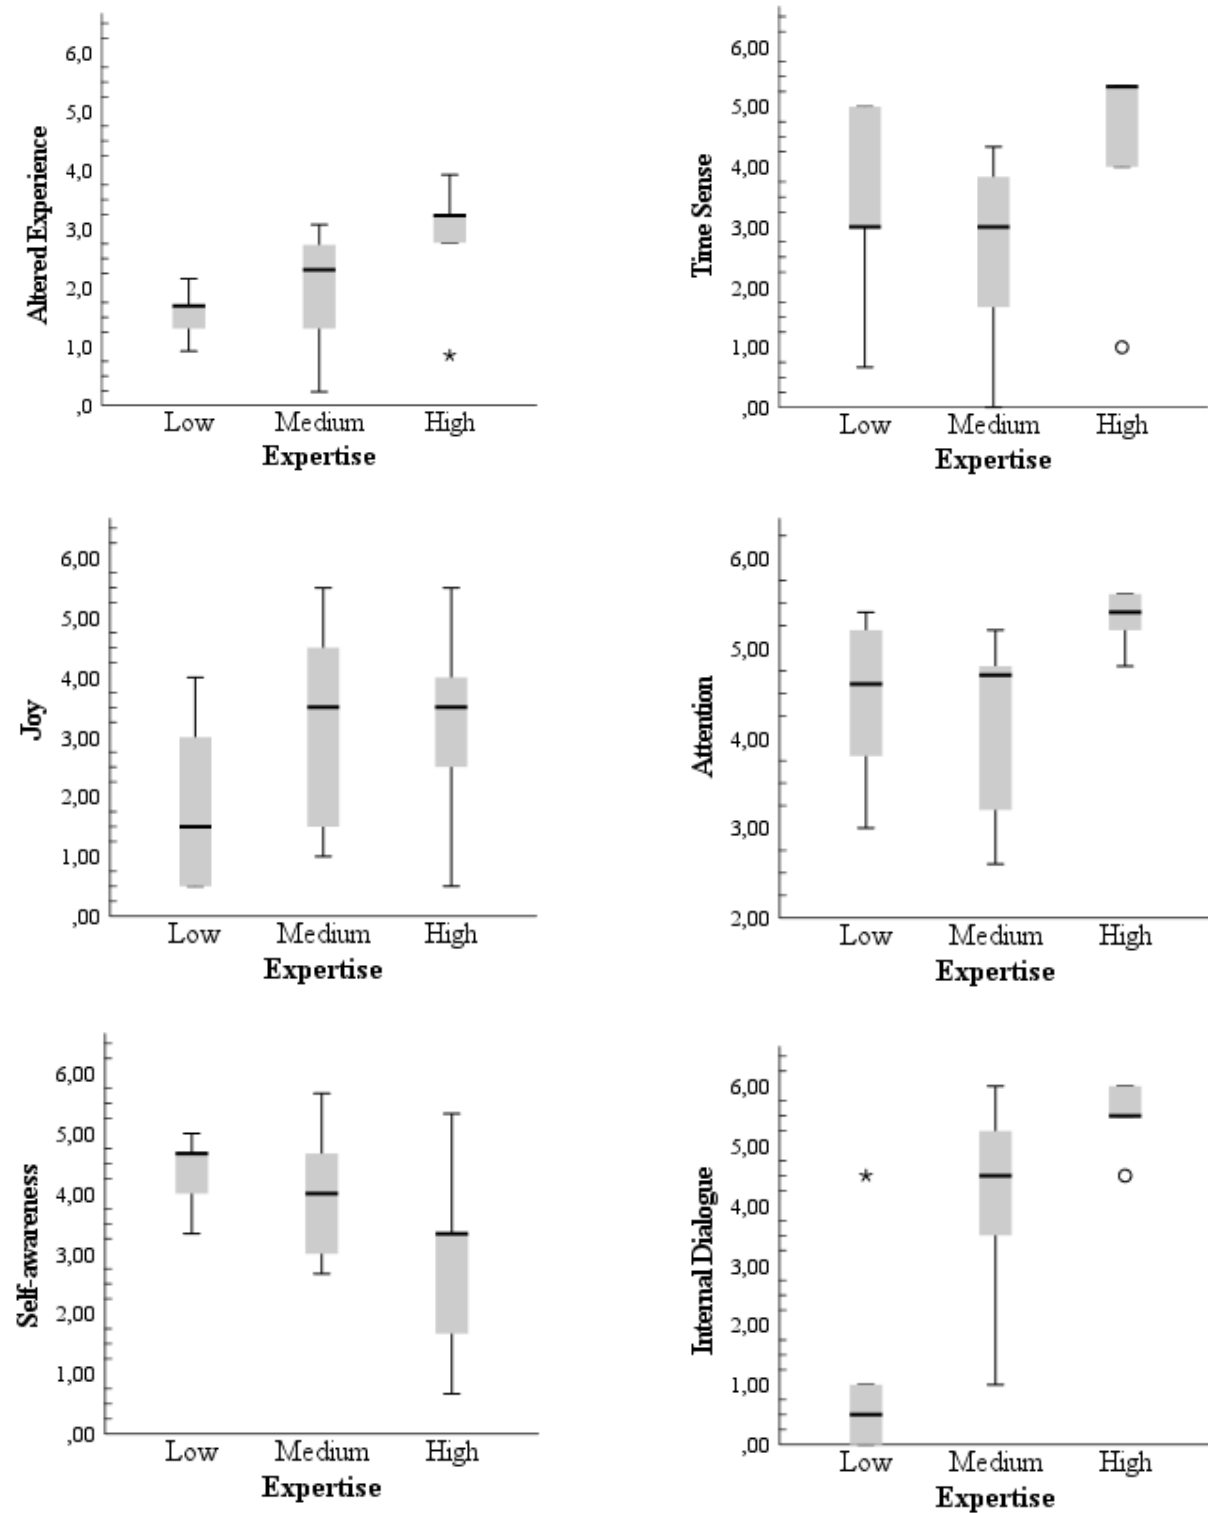 Altered Experience
6,0
5,0
4,0
3,0
2,0
1,0
,0
Low Medium High
Expertise
Time Sense
6,00
5,00
4,00
3,00
2,00
1,00
,00
Low Medium High
Expertise
Joy
6,00
5,00
4,00
3,00
2,00
1,00
,00
Low Medium High
Expertise
Attention
6,00
5,00
4,00
3,00
2,00
Low Medium High
Expertise
Self-awareness
6,00
5,00
4,00
3,00
2,00
1,00
,00
Low Medium High
Expertise
Internal Dialogue
6,00
5,00
4,00
3,00
2,00
1,00
,00
Low Medium High
Expertise